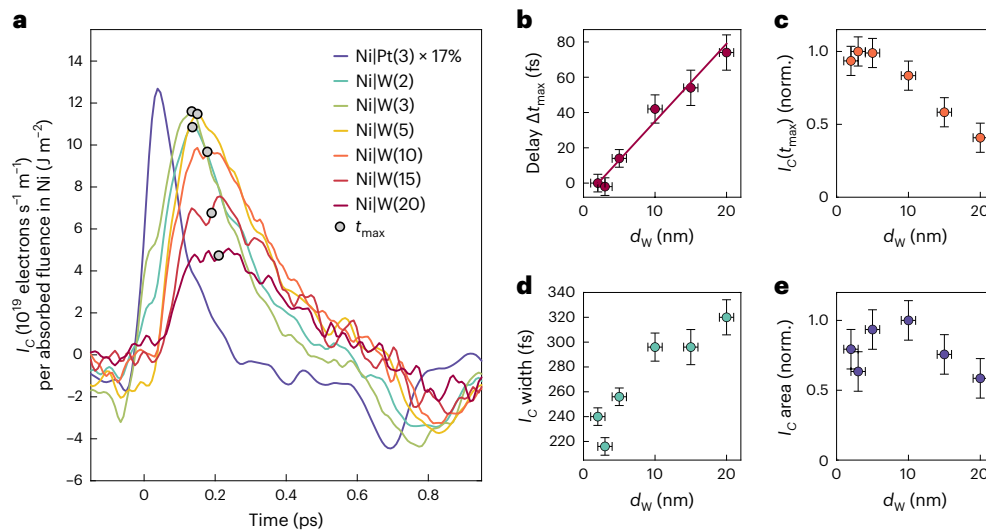 a
I_C (10^19 electrons s^−1 m^−1)
per absorbed fluence in Ni (J m^−2)
14
12
10
8
6
4
2
0
−2
−4
−6
0
0.2
0.4
0.6
0.8
Time (ps)
Ni|Pt(3) × 17%
Ni|W(2)
Ni|W(3)
Ni|W(5)
Ni|W(10)
Ni|W(15)
Ni|W(20)
t_max
b
Delay Δt_max (fs)
80
60
40
20
0
0
10
20
d_W (nm)
c
I_C(t_max) (norm.)
1.0
0.5
0
0
10
20
d_W (nm)
d
I_C width (fs)
340
320
300
280
260
240
220
0
10
20
d_W (nm)
e
I_C area (norm.)
1.0
0.5
0
0
10
20
d_W (nm)